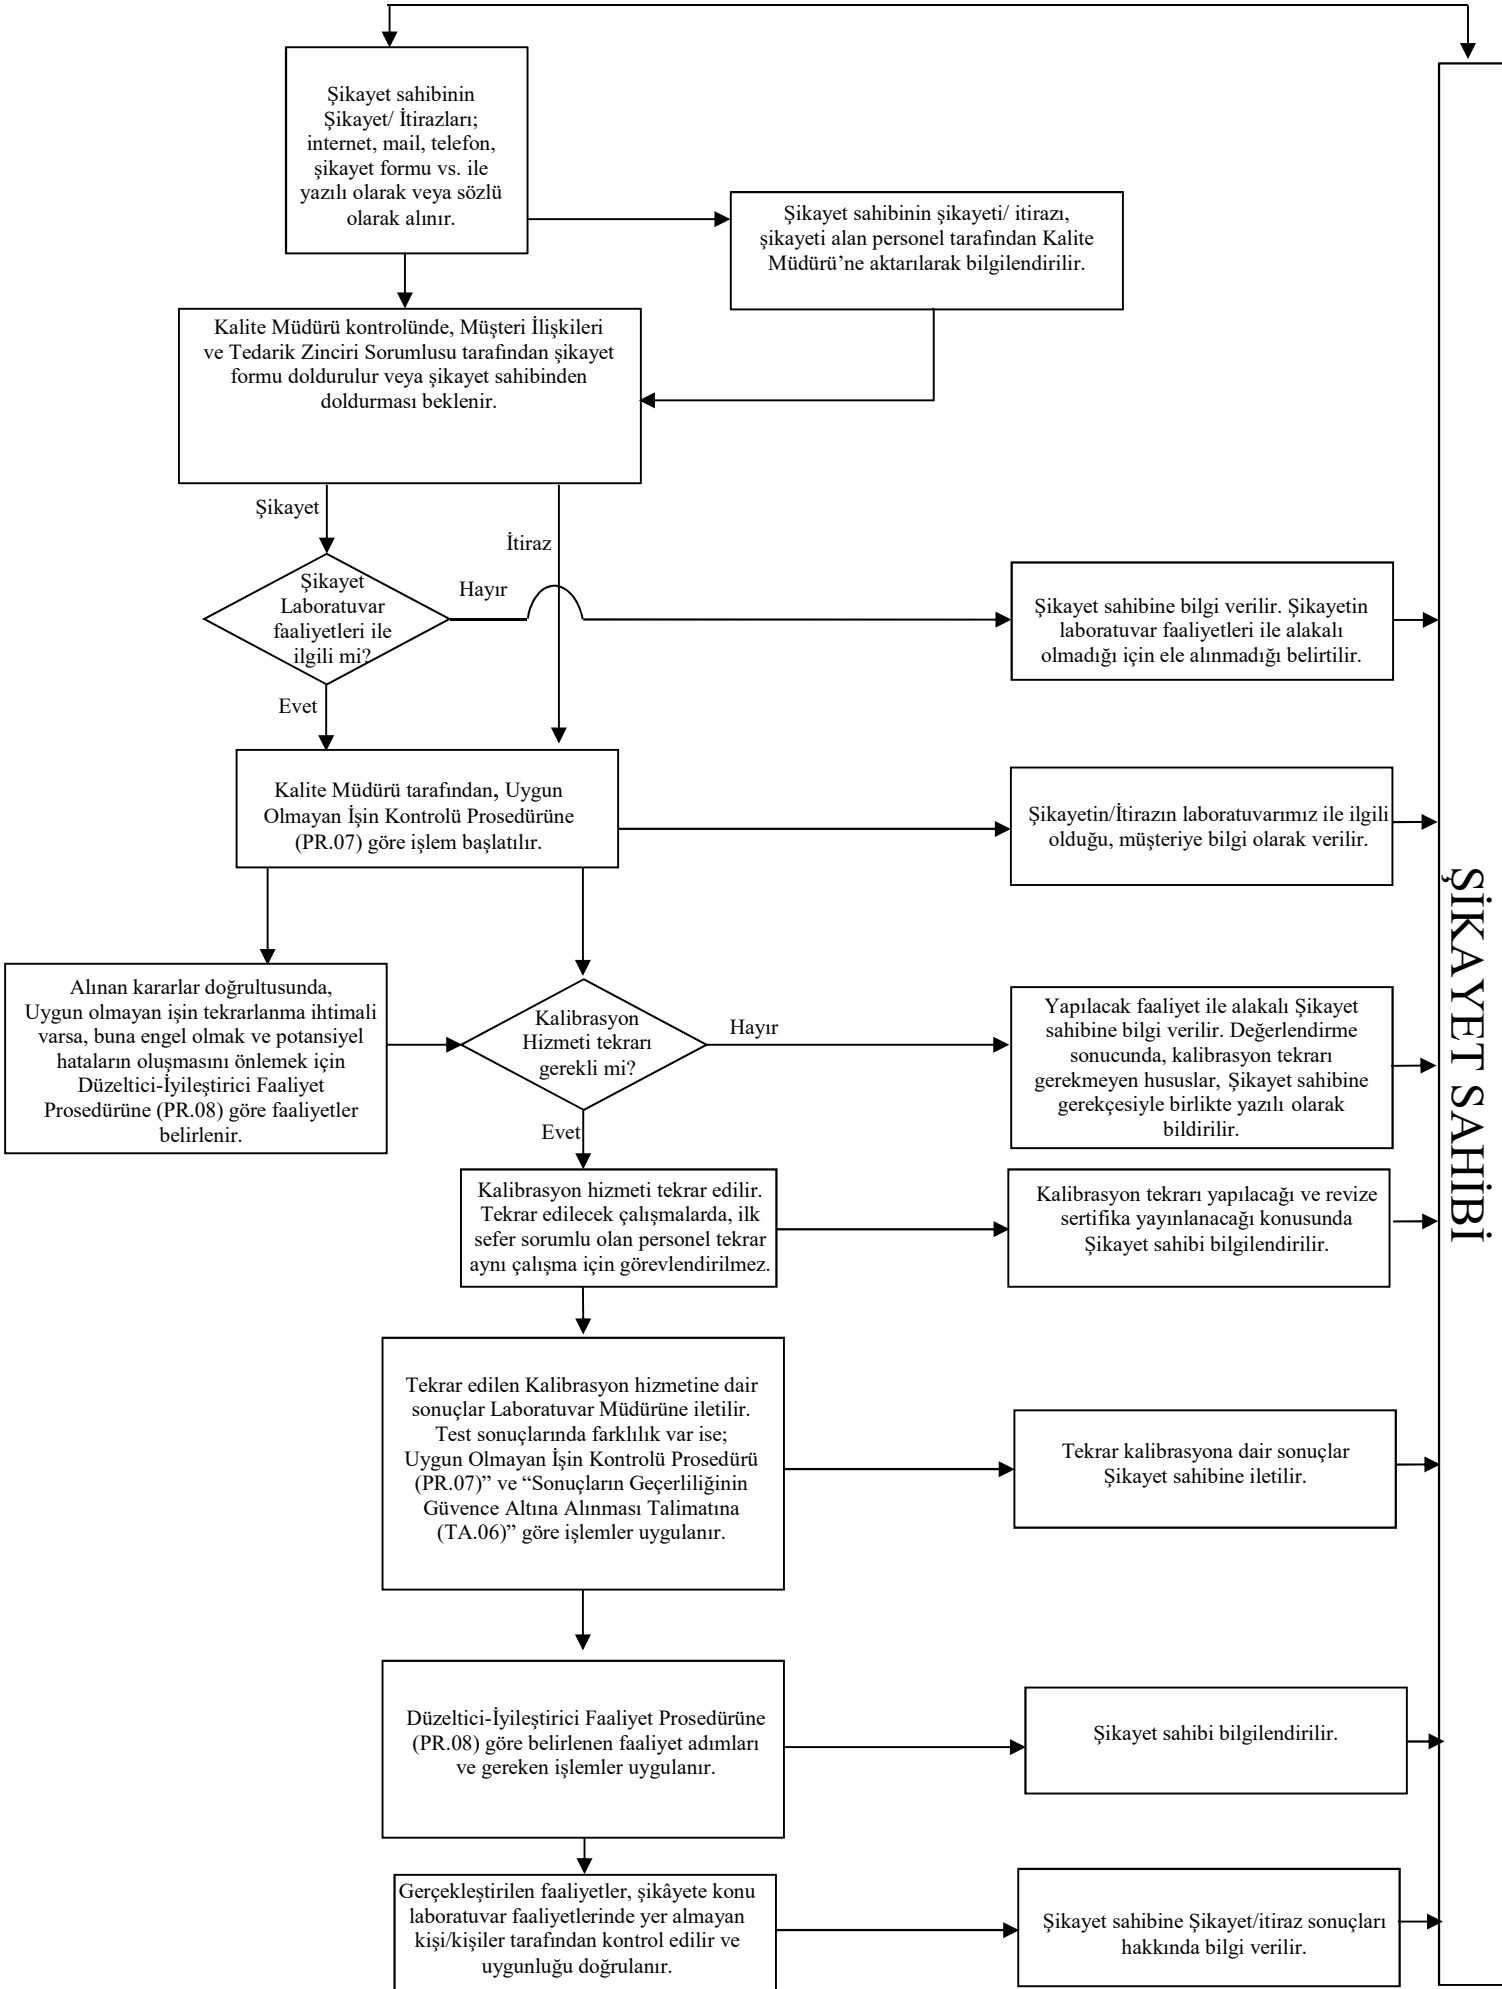 Şikayet sahibinin
Şikayet/ İtirazları;
internet, mail, telefon,
şikayet formu vs. ile
yazılı olarak veya sözlü
olarak alınır.
Şikayet sahibinin şikayeti/ itirazı,
şikayeti alan personel tarafından Kalite
Müdürü’ne aktarılarak bilgilendirilir.
Kalite Müdürü kontrolünde, Müşteri İlişkileri
ve Tedarik Zinciri Sorumlusu tarafından şikayet
formu doldurulur veya şikayet sahibinden
doldurması beklenir.
Şikayet
İtiraz
Şikayet
Laboratuvar
faaliyetleri ile
ilgili mi?
Hayır
Şikayet sahibine bilgi verilir. Şikayetin
laboratuvar faaliyetleri ile alakalı
olmadığı için ele alınmadığı belirtilir.
Evet
Kalite Müdürü tarafından, Uygun
Olmayan İşin Kontrolü Prosedürüne
(PR.07) göre işlem başlatılır.
Şikayetin/İtirazın laboratuvarımız ile ilgili
olduğu, müşteriye bilgi olarak verilir.
Alınan kararlar doğrultusunda,
Uygun olmayan işin tekrarlanma ihtimali
varsa, buna engel olmak ve potansiyel
hataların oluşmasını önlemek için
Düzeltici-İyileştirici Faaliyet
Prosedürüne (PR.08) göre faaliyetler
belirlenir.
Kalibrasyon
Hizmeti tekrarı
gerekli mi?
Hayır
Yapılacak faaliyet ile alakalı Şikayet
sahibine bilgi verilir. Değerlendirme
sonucunda, kalibrasyon tekrarı
gerekmeyen hususlar, Şikayet sahibine
gerekçesiyle birlikte yazılı olarak
bildirilir.
Evet
Kalibrasyon hizmeti tekrar edilir.
Tekrar edilecek çalışmalarda, ilk
sefer sorumlu olan personel tekrar
aynı çalışma için görevlendirilmez.
Kalibrasyon tekrarı yapılacağı ve revize
sertifika yayınlanacağı konusunda
Şikayet sahibi bilgilendirilir.
Tekrar edilen Kalibrasyon hizmetine dair
sonuçlar Laboratuvar Müdürüne iletilir.
Test sonuçlarında farklılık var ise;
Uygun Olmayan İşin Kontrolü Prosedürü
(PR.07)” ve “Sonuçların Geçerliliğinin
Güvence Altına Alınması Talimatına
(TA.06)” göre işlemler uygulanır.
Tekrar kalibrasyona dair sonuçlar
Şikayet sahibine iletilir.
Düzeltici-İyileştirici Faaliyet Prosedürüne
(PR.08) göre belirlenen faaliyet adımları
ve gereken işlemler uygulanır.
Şikayet sahibi bilgilendirilir.
Gerçekleştirilen faaliyetler, şikâyete konu
laboratuvar faaliyetlerinde yer almayan
kişi/kişiler tarafından kontrol edilir ve
uygunluğu doğrulanır.
Şikayet sahibine Şikayet/itiraz sonuçları
hakkında bilgi verilir.
ŞİKAYET SAHİBİ